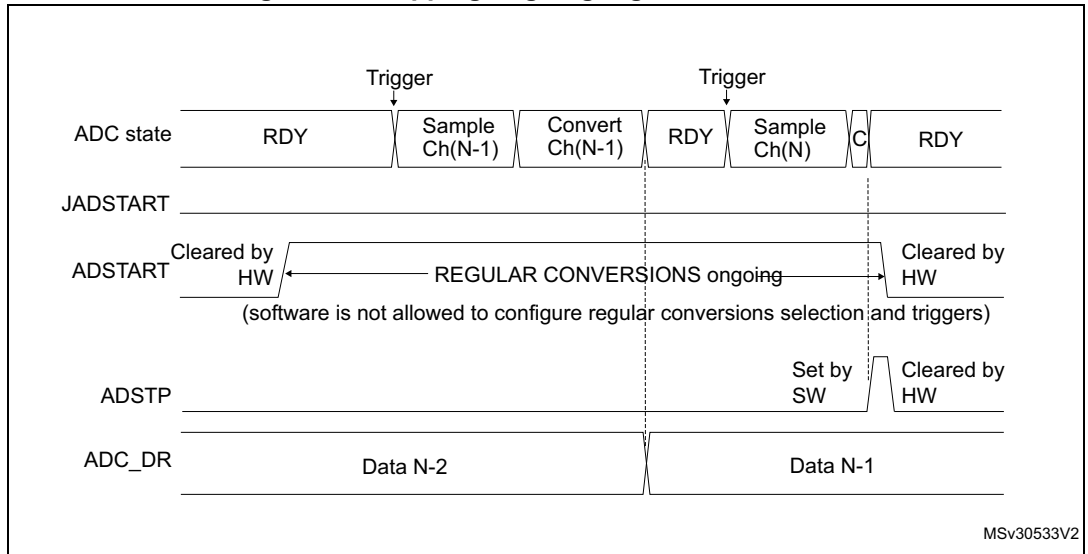 Trigger Trigger
ADC state RDY Sample Ch(N-1) Convert Ch(N-1) RDY Sample Ch(N) C RDY
JADSTART
ADSTART Cleared by HW REGULAR CONVERSIONS ongoing Cleared by HW
(software is not allowed to configure regular conversions selection and triggers)
ADSTP Set by SW Cleared by HW
ADC_DR Data N-2 Data N-1
MSv30533V2